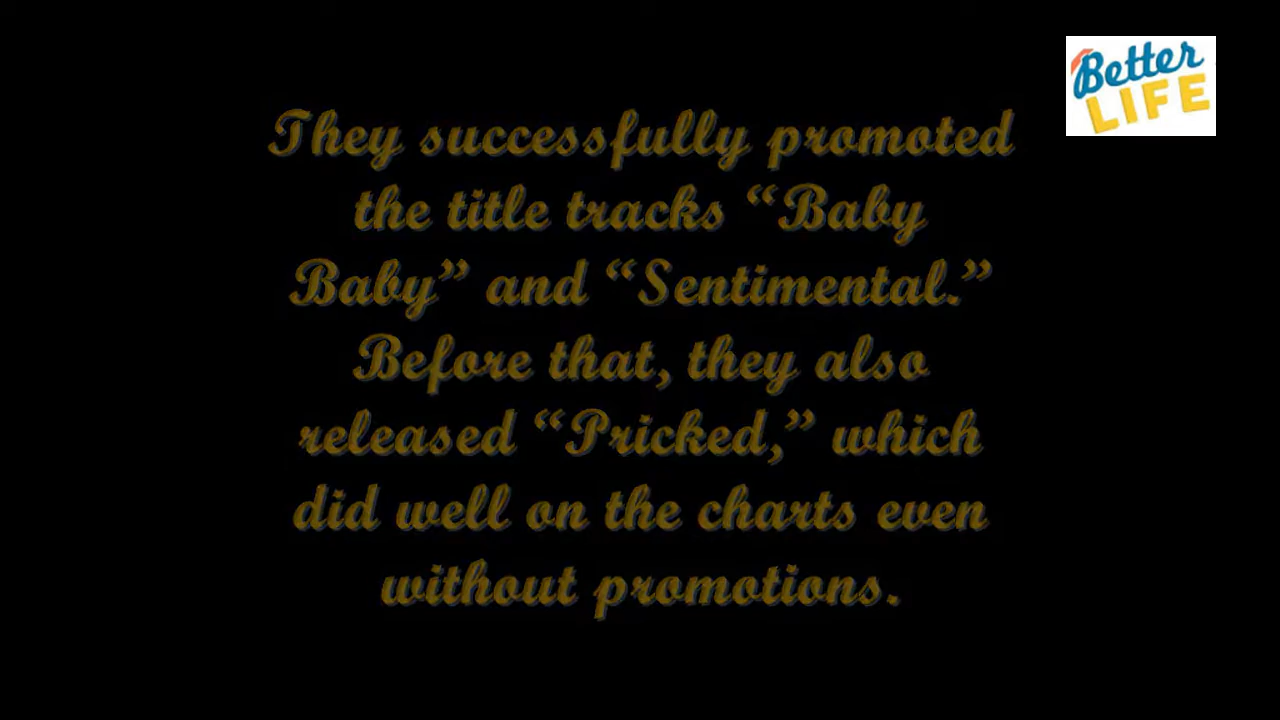 Better
LIFE
They successfully promoted
the title tracks “Baby
Baby” and “Sentimental.”
Before that, they also
released “Pricked,” which
did well on the charts even
without promotions.